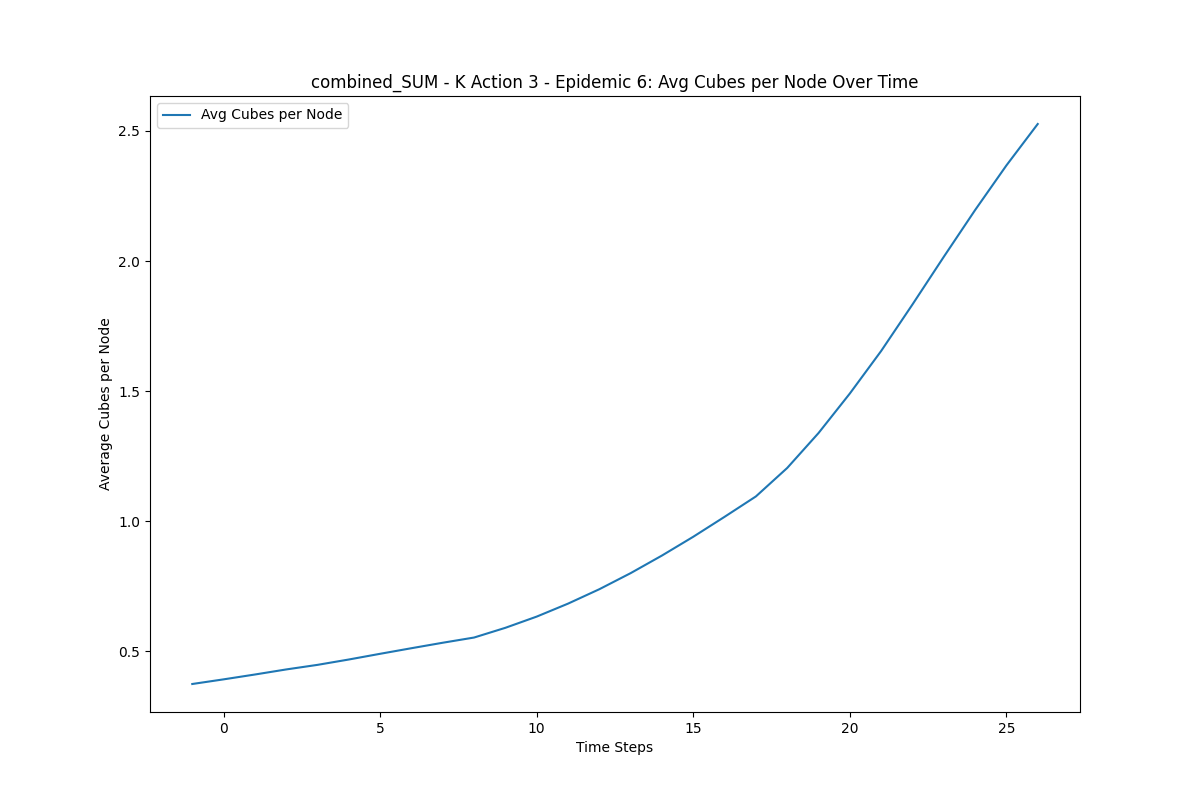 combined_SUM - K Action 3 - Epidemic 6: Avg Cubes per Node Over Time
Avg Cubes per Node
Average Cubes per Node
2.5
2.0
1.5
1.0
0.5
0 5 10 15 20 25
Time Steps